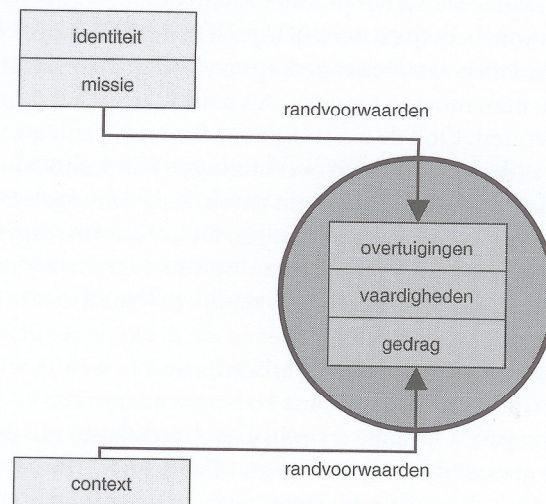 identiteit
missie
randvoorwaarden
overtuigingen
vaardigheden
gedrag
randvoorwaarden
context